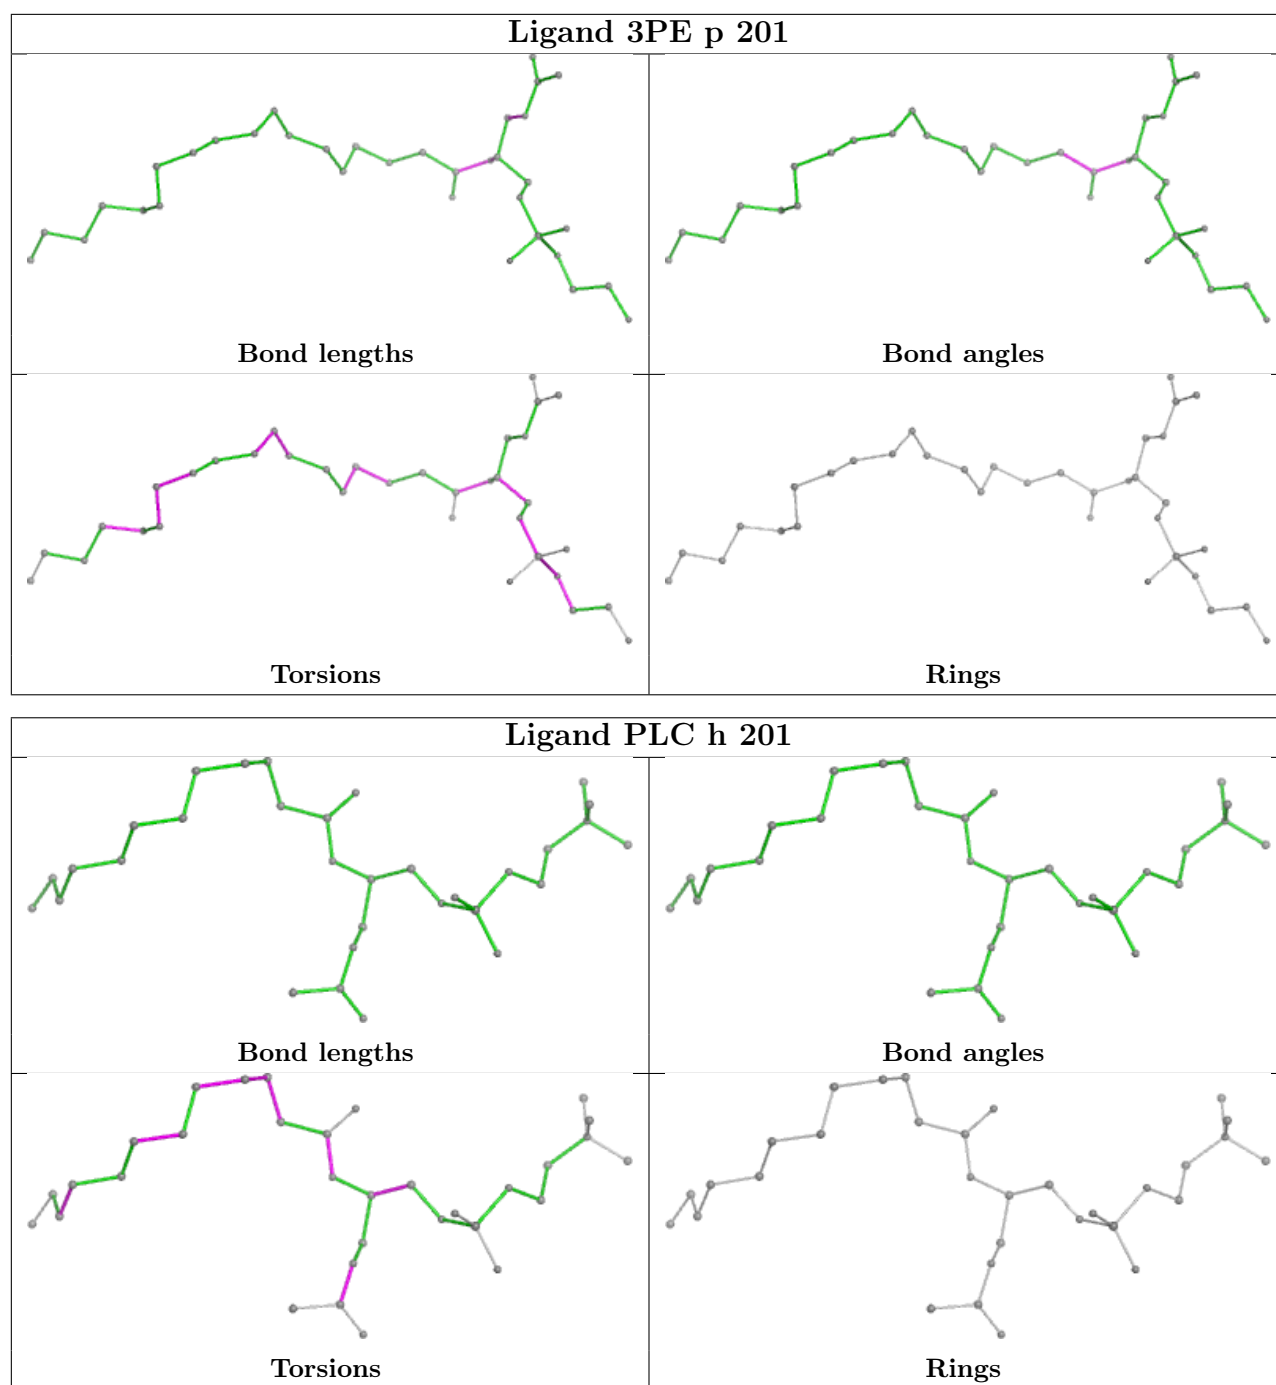 Ligand 3PE p 201
Bond lengths
Bond angles
Torsions
Rings
Ligand PLC h 201
Bond lengths
Bond angles
Torsions
Rings